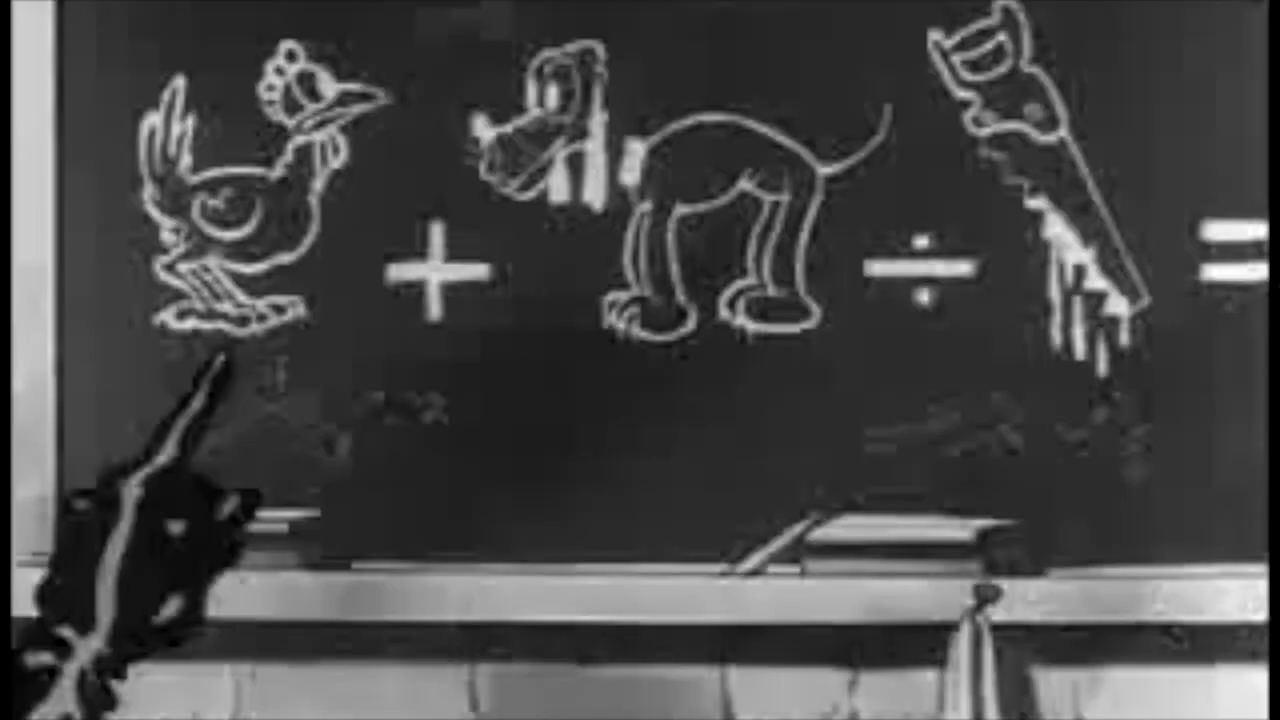 + ÷ =